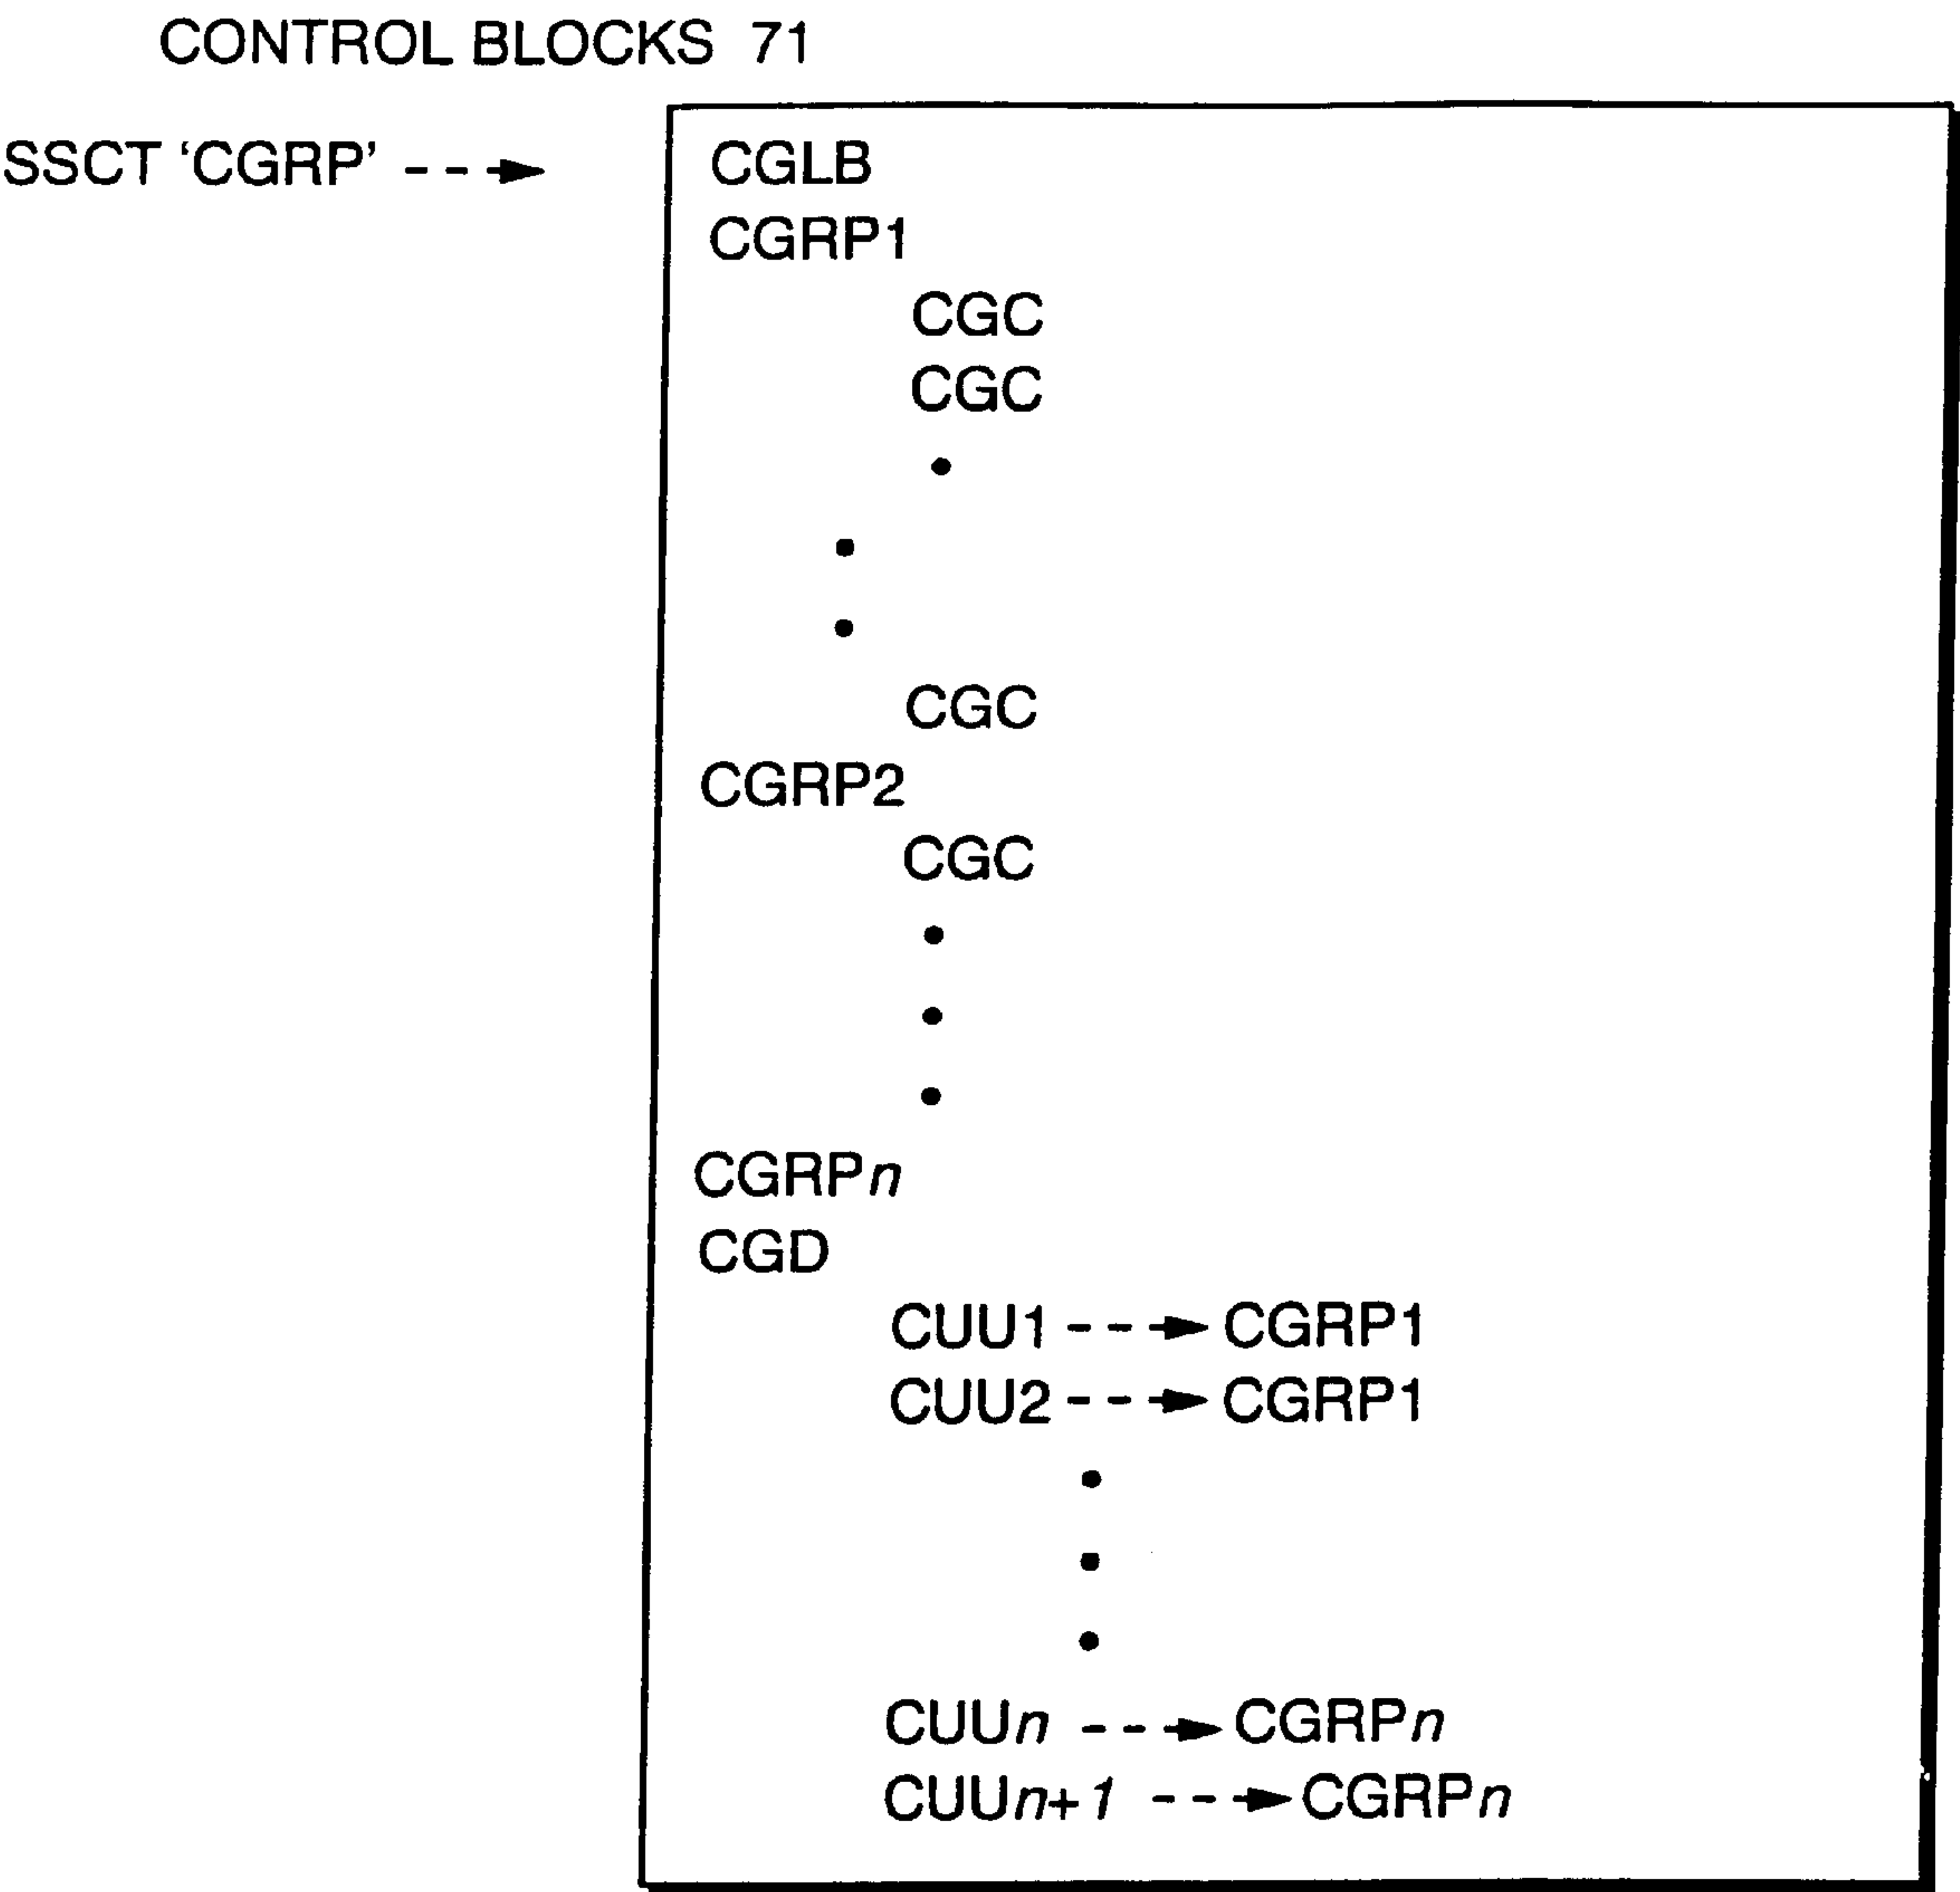 CONTROL BLOCKS 71
SSCT ‘CGRP’
CGLB
CGRP1
CGC
CGC
CGC
CGRP2
CGC
CGRPn
CGD
CUU1 CGRP1
CUU2 CGRP1
CUUn CGRPn
CUUn+1 CGRPn